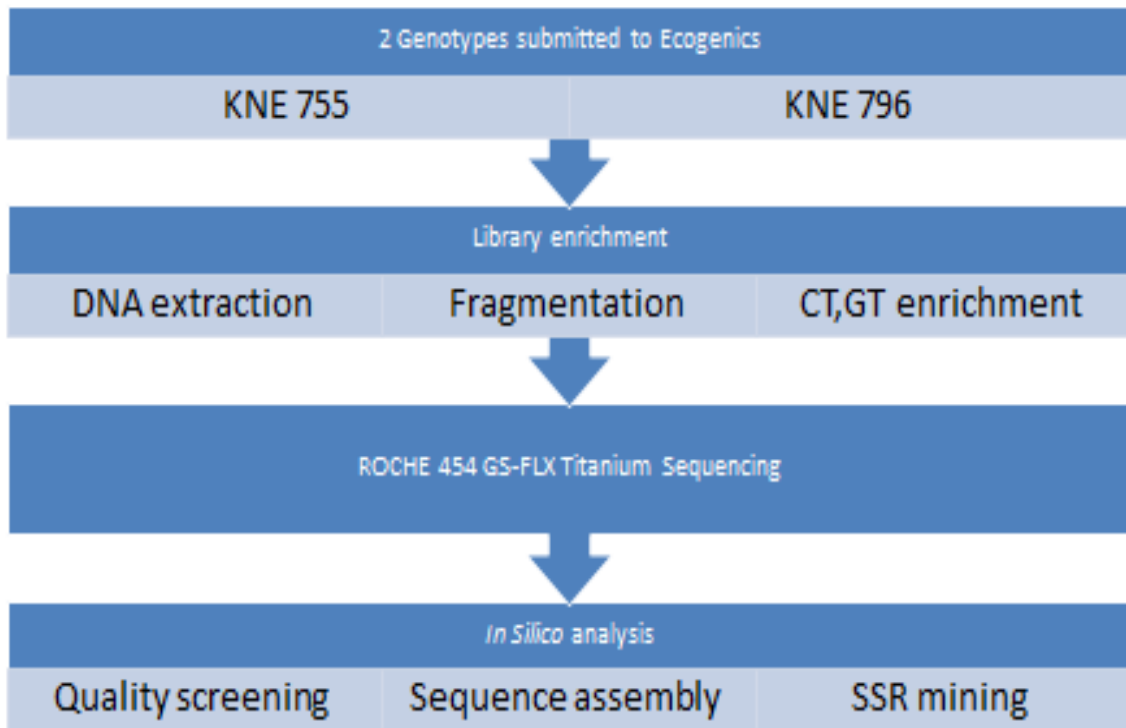 2 Genotypes submitted to Ecogenics
KNE 755 KNE 796
Library enrichment
DNA extraction Fragmentation CT,GT enrichment
ROCHE 454 GS-FLX Titanium Sequencing
In Silico analysis
Quality screening Sequence assembly SSR mining